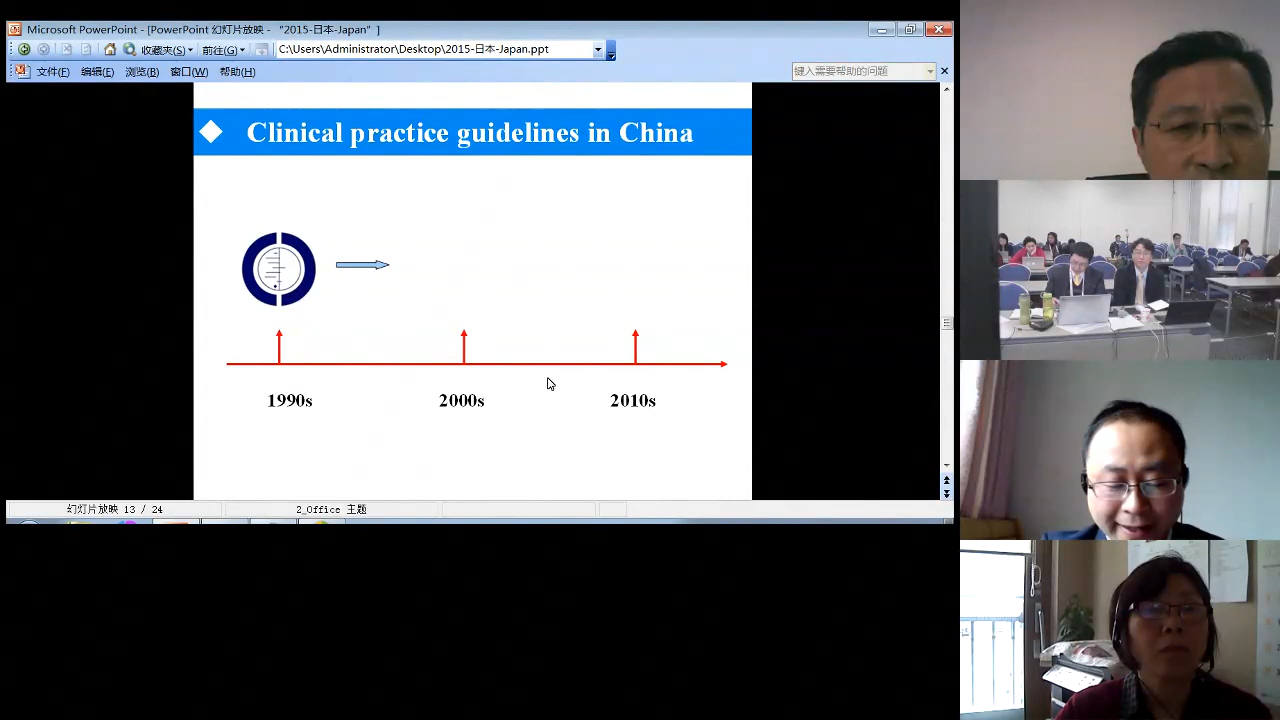 Microsoft PowerPoint - [PowerPoint 幻灯片放映 - “2015-日本-Japan”]
收藏夹(S) 前往(G) C:\Users\Administrator\Desktop\2015-日本-Japan.ppt
文件(F) 编辑(E) 浏览(B) 窗口(W) 帮助(H) 键入需要帮助的问题
Clinical practice guidelines in China
1990s 2000s 2010s
幻灯片放映 13 / 24 2_Office 主题